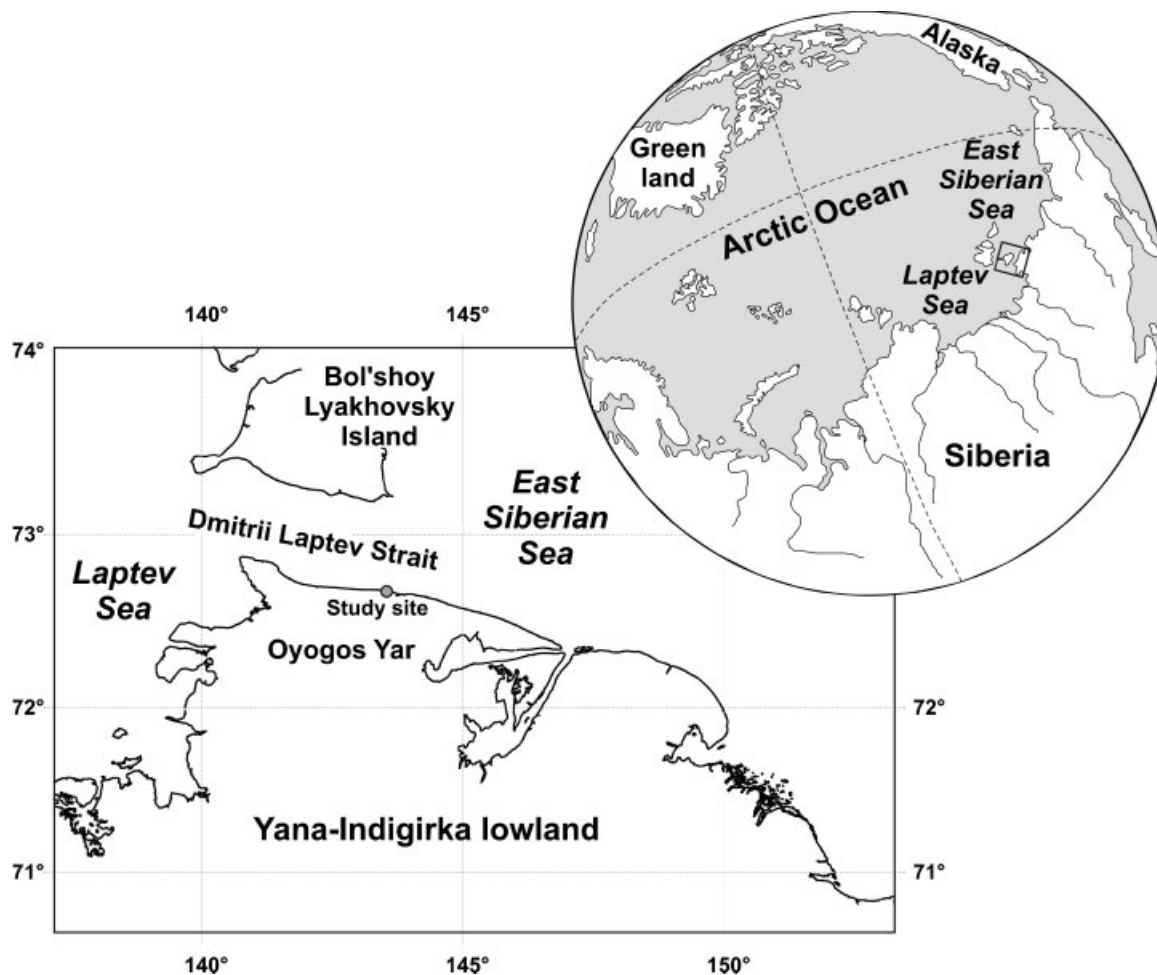 Alaska
Green
land
East
Siberian
Sea
Arctic Ocean
Laptev
Sea
Siberia
140°
145°
74°
Bol'shoy
Lyakhovsky
Island
East
Siberian
Sea
73°
Dmitrii Laptev Strait
Laptev
Sea
Study site
Oyogos Yar
72°
72°
Yana-Indigirka lowland
71°
71°
140°
145°
150°